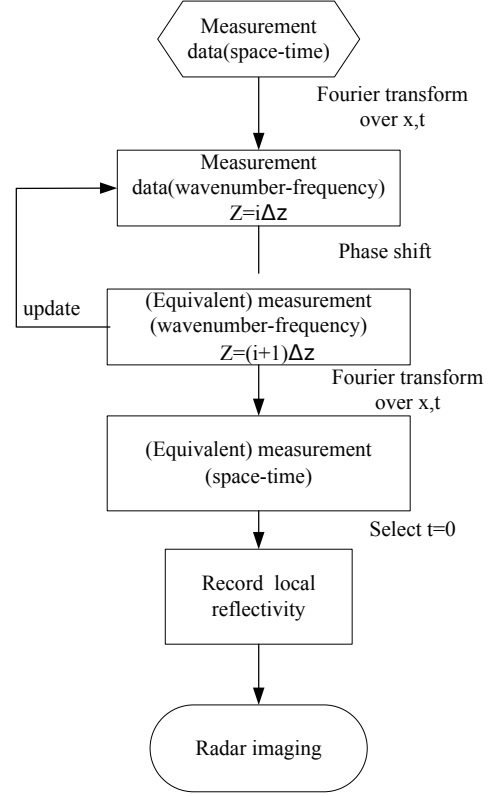 Measurement
data(space-time)
Fourier transform
over x,t
Measurement
data(wavenumber-frequency)
Z=iΔz
Phase shift
(Equivalent) measurement
(wavenumber-frequency)
Z=(i+1)Δz
update
Fourier transform
over x,t
(Equivalent) measurement
(space-time)
Select t=0
Record local
reflectivity
Radar imaging